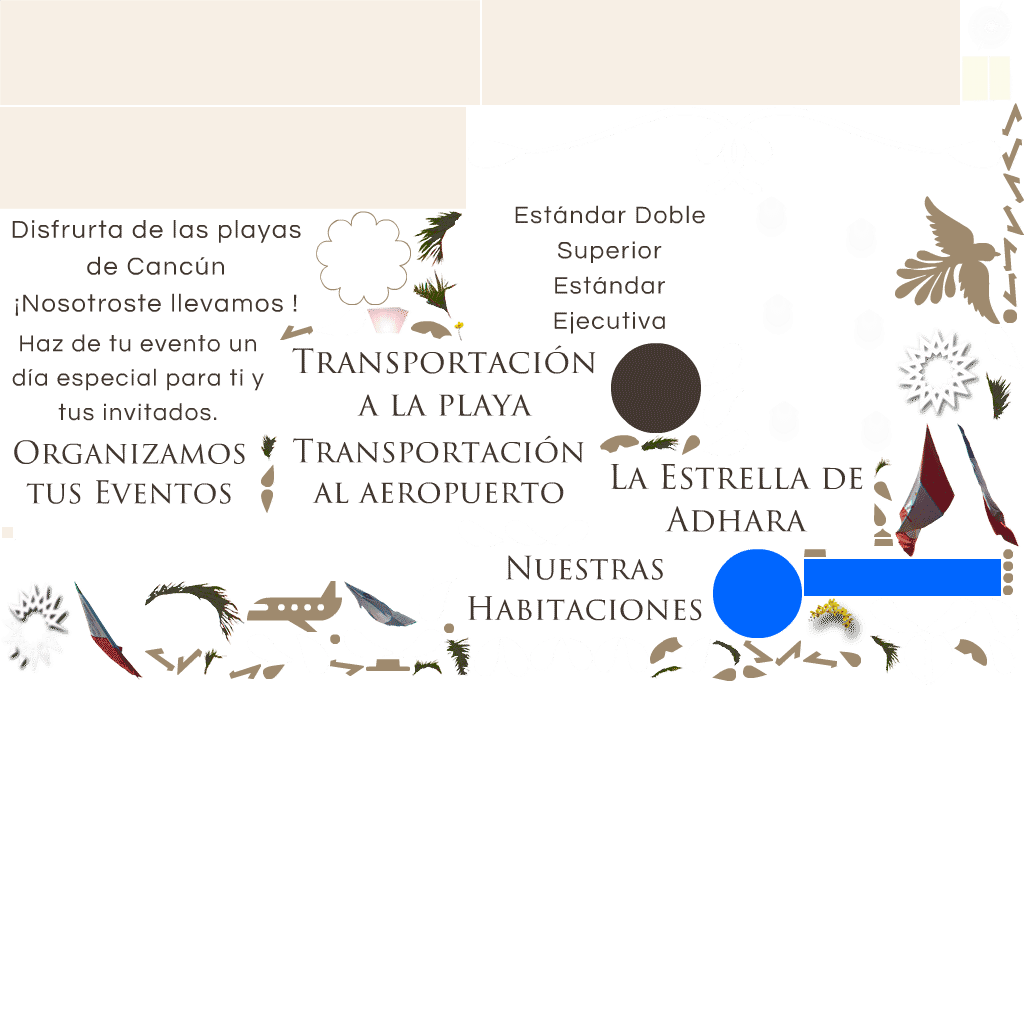 Disfrurta de las playas
de Cancún
¡Nosotroste llevamos !
Haz de tu evento un
día especial para ti y
tus invitados.
Organizamos
tus Eventos
Transportación
a la playa
Transportación
al aeropuerto
Estándar Doble
Superior
Estándar
Ejecutiva
La Estrella de
Adhara
Nuestras
Habitaciones